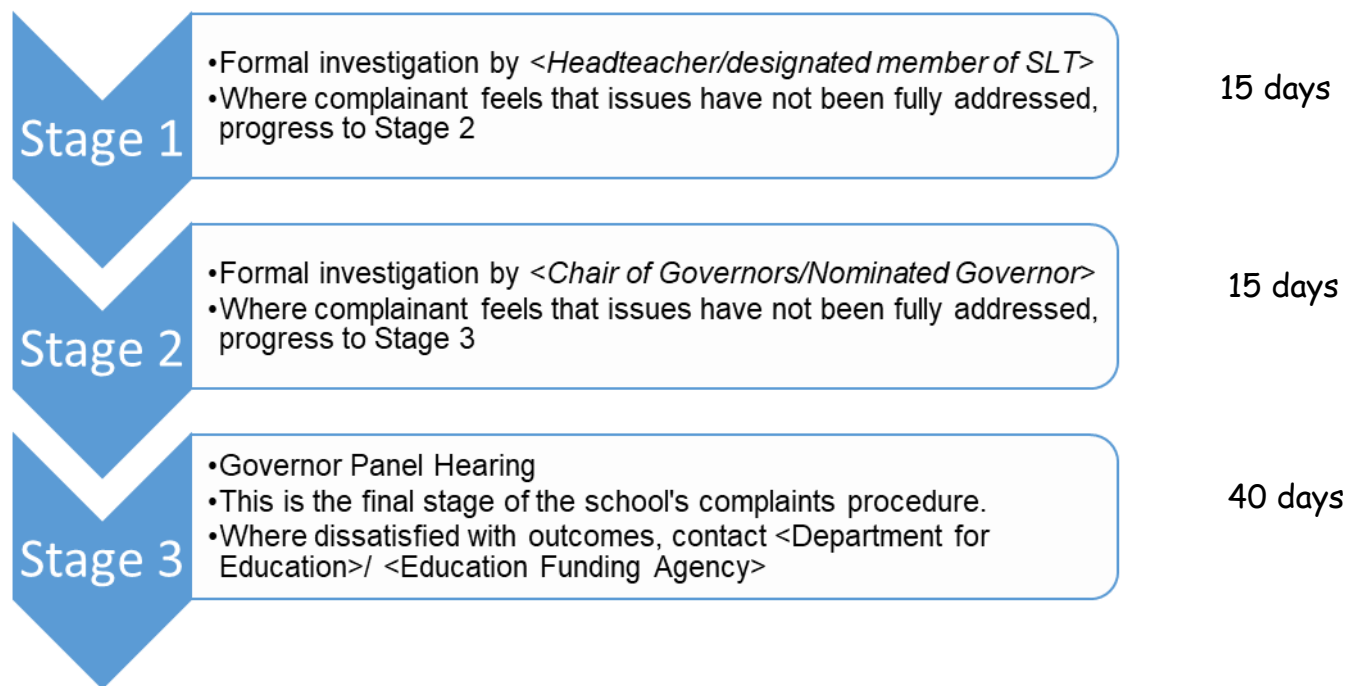 Stage 1
•Formal investigation by <Headteacher/designated member of SLT>
•Where complainant feels that issues have not been fully addressed,
progress to Stage 2
15 days
Stage 2
•Formal investigation by <Chair of Governors/Nominated Governor>
•Where complainant feels that issues have not been fully addressed,
progress to Stage 3
15 days
Stage 3
•Governor Panel Hearing
•This is the final stage of the school's complaints procedure.
•Where dissatisfied with outcomes, contact <Department for
Education>/ <Education Funding Agency>
40 days